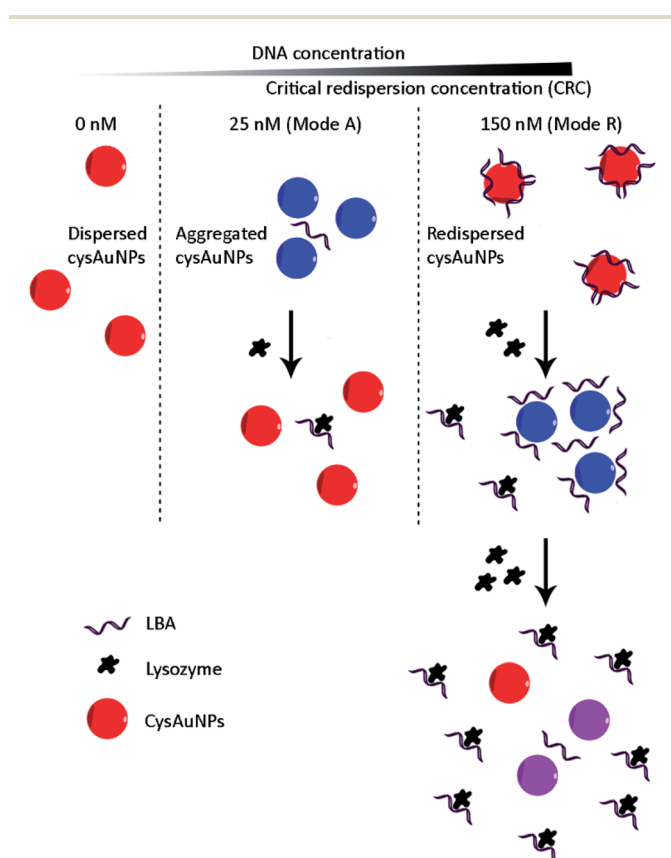 DNA concentration
Critical redispersion concentration (CRC)
0 nM
25 nM (Mode A)
150 nM (Mode R)
Dispersed
cysAuNPs
Aggregated
cysAuNPs
Redispersed
cysAuNPs
LBA
Lysozyme
CysAuNPs